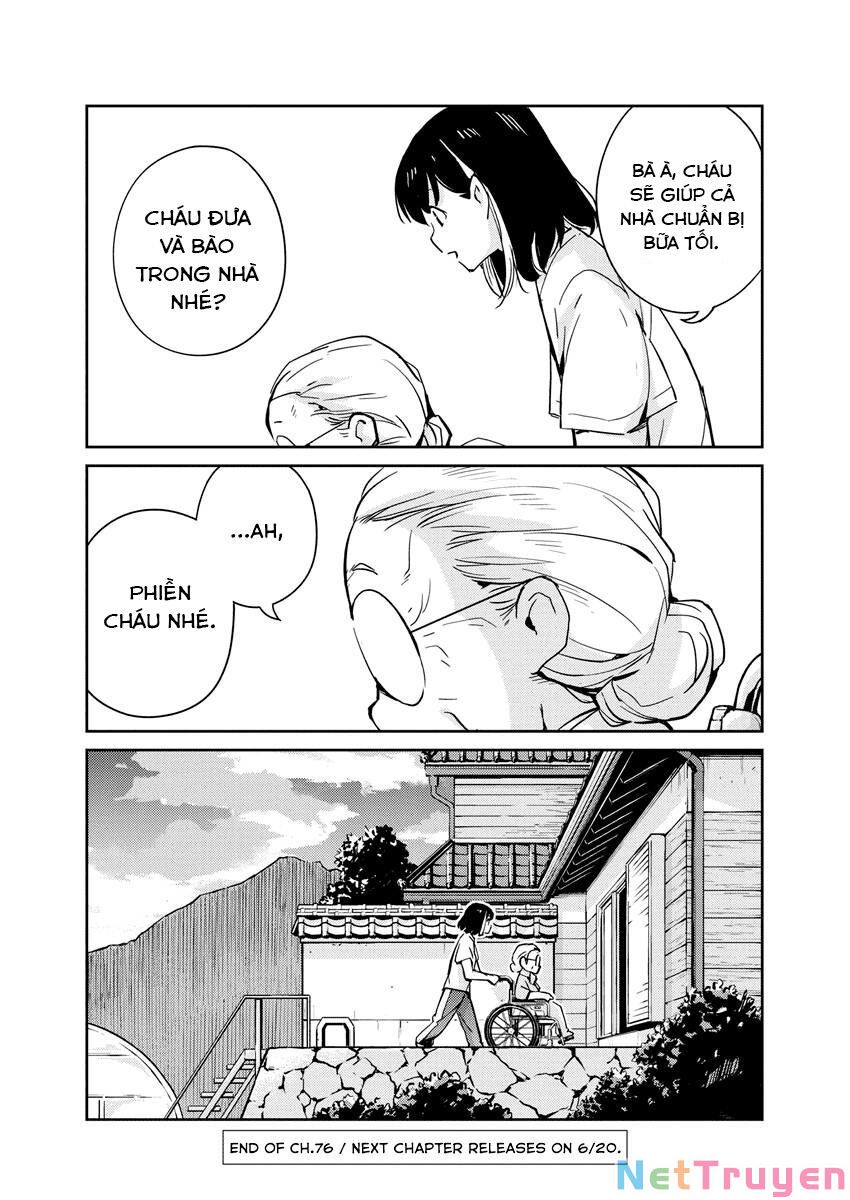 BÀ À, CHÁU
SẼ GIÚP CẢ
NHÀ CHUẨN BỊ
BỮA TỐI.
CHÁU ĐƯA
VÀ BÀO
TRONG NHÀ
NHÉ?
...AH,
PHIỀN
CHÁU NHÉ.
END OF CH.76 / NEXT CHAPTER RELEASES ON 6/20.
NetTruyen